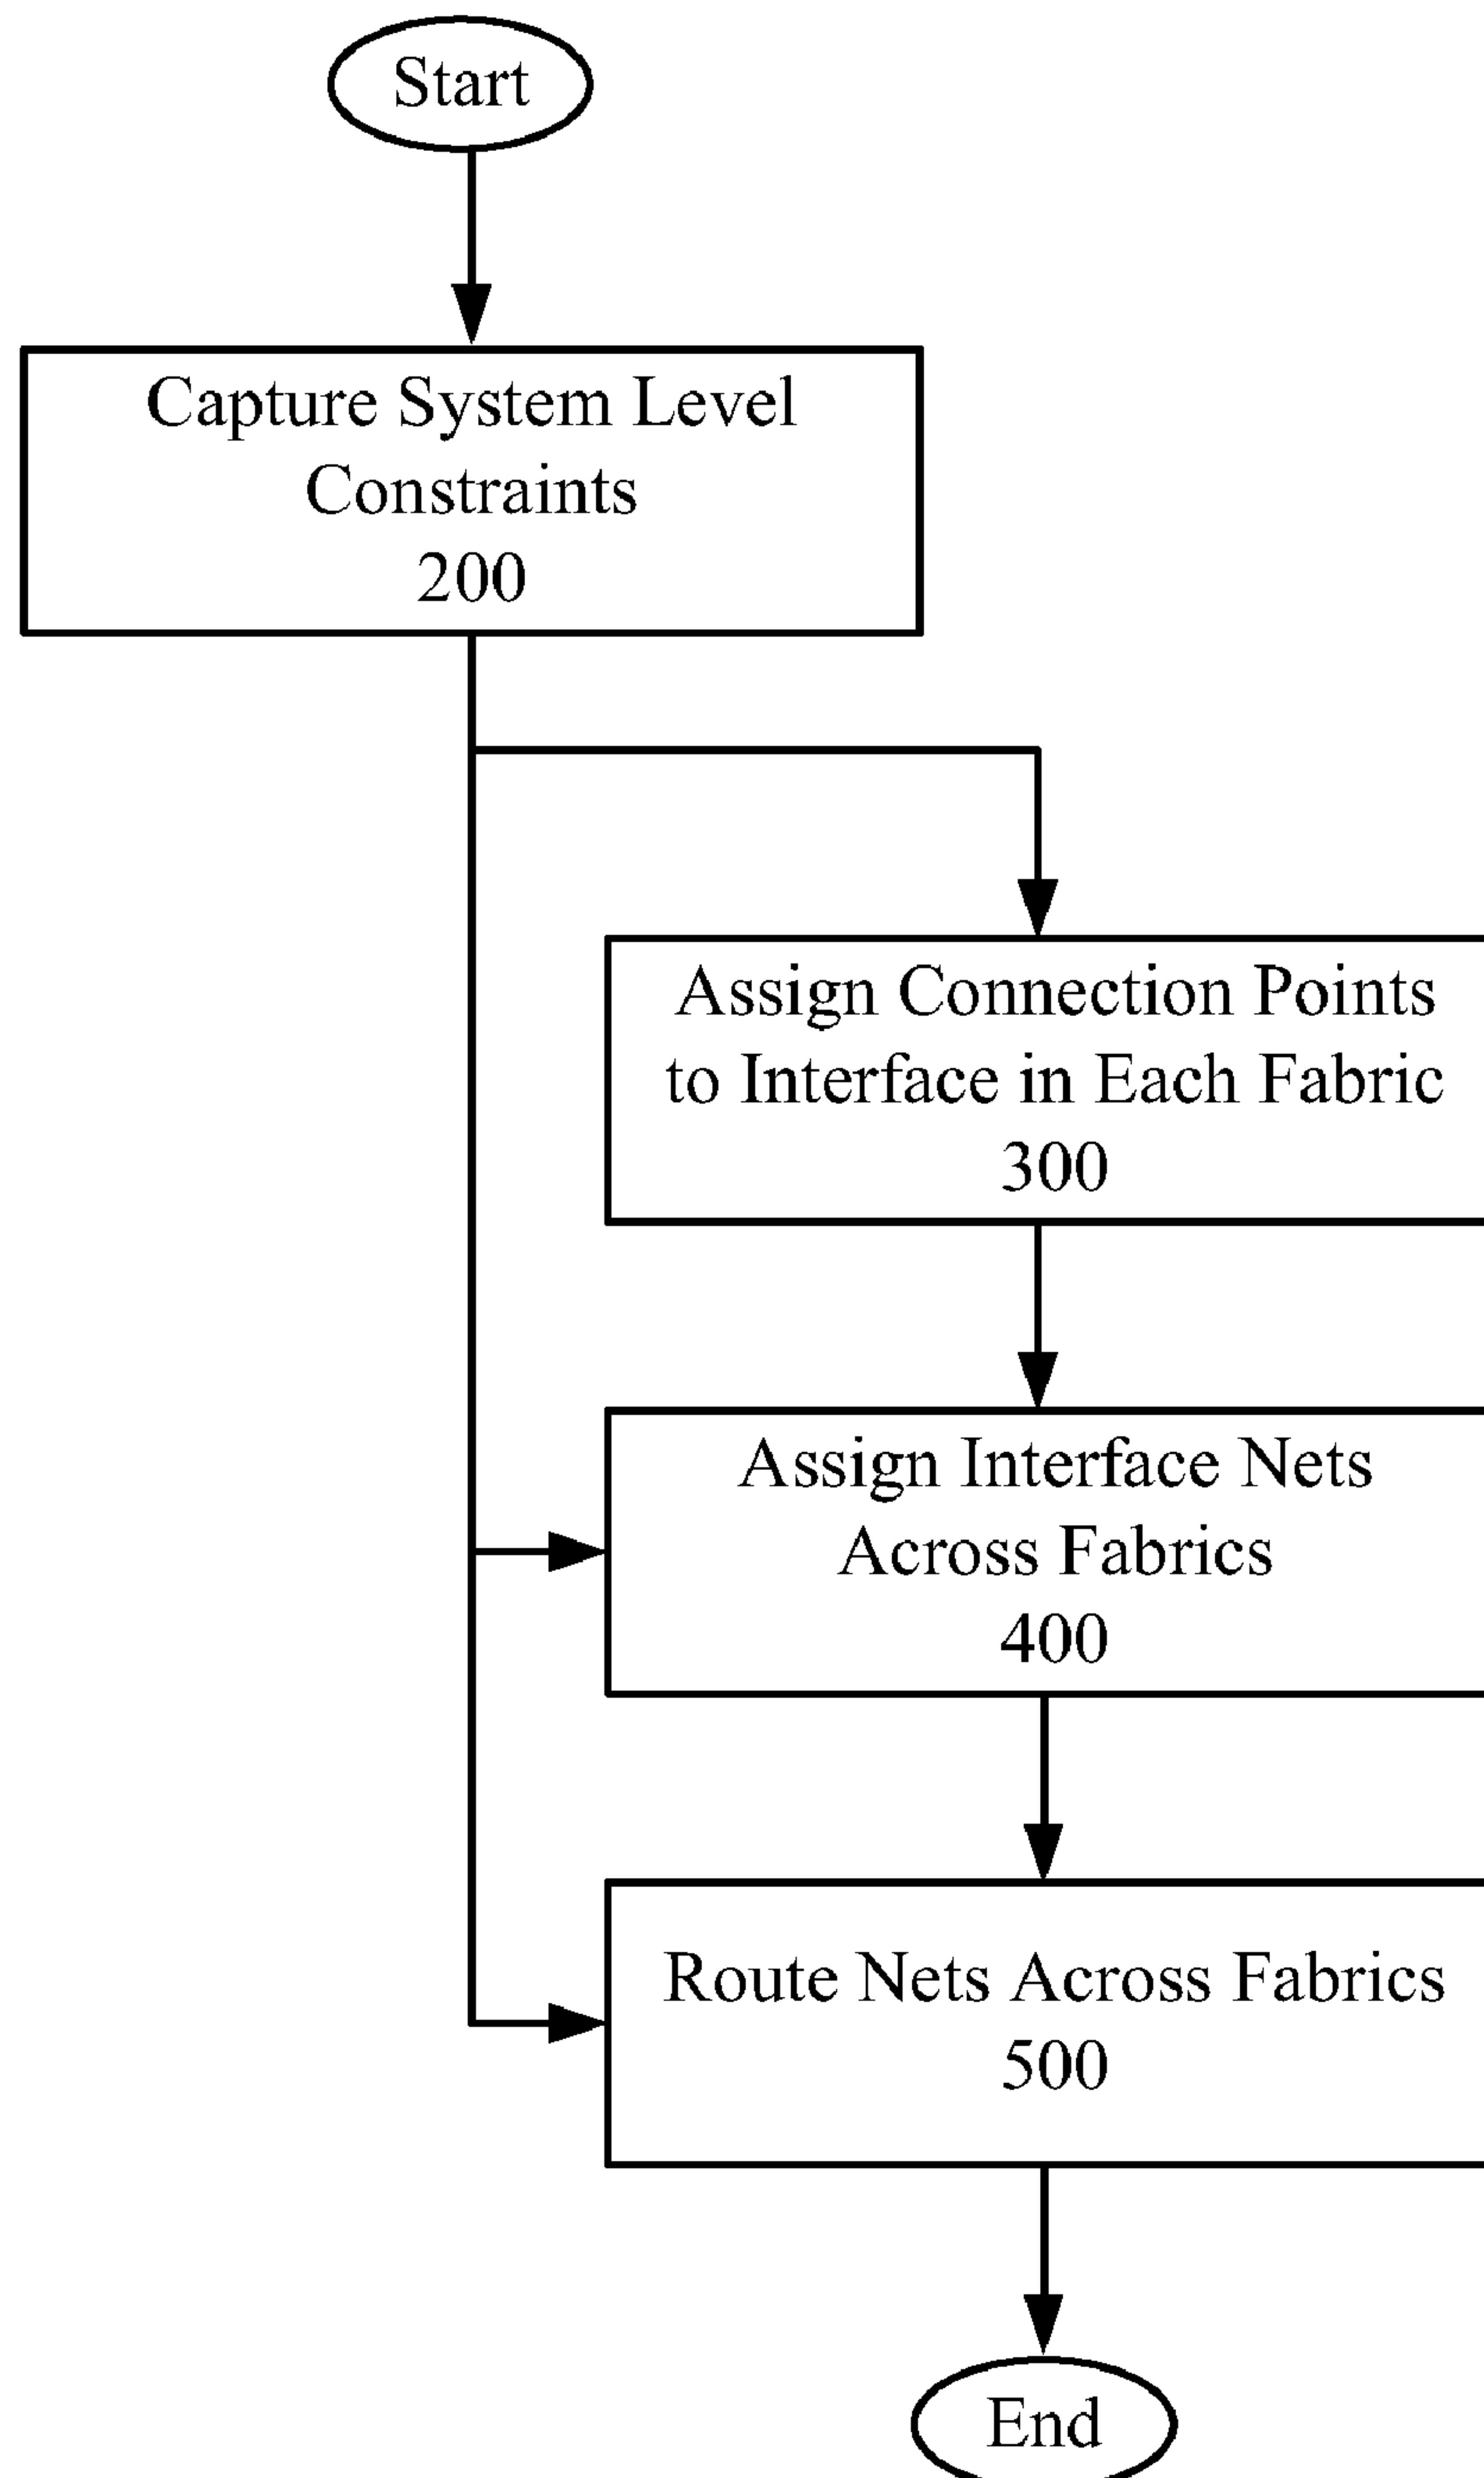 Start
Capture System Level
Constraints
200
Assign Connection Points
to Interface in Each Fabric
300
Assign Interface Nets
Across Fabrics
400
Route Nets Across Fabrics
500
End